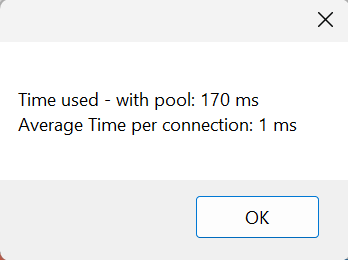 Time used - with pool: 170 ms
Average Time per connection: 1 ms
OK